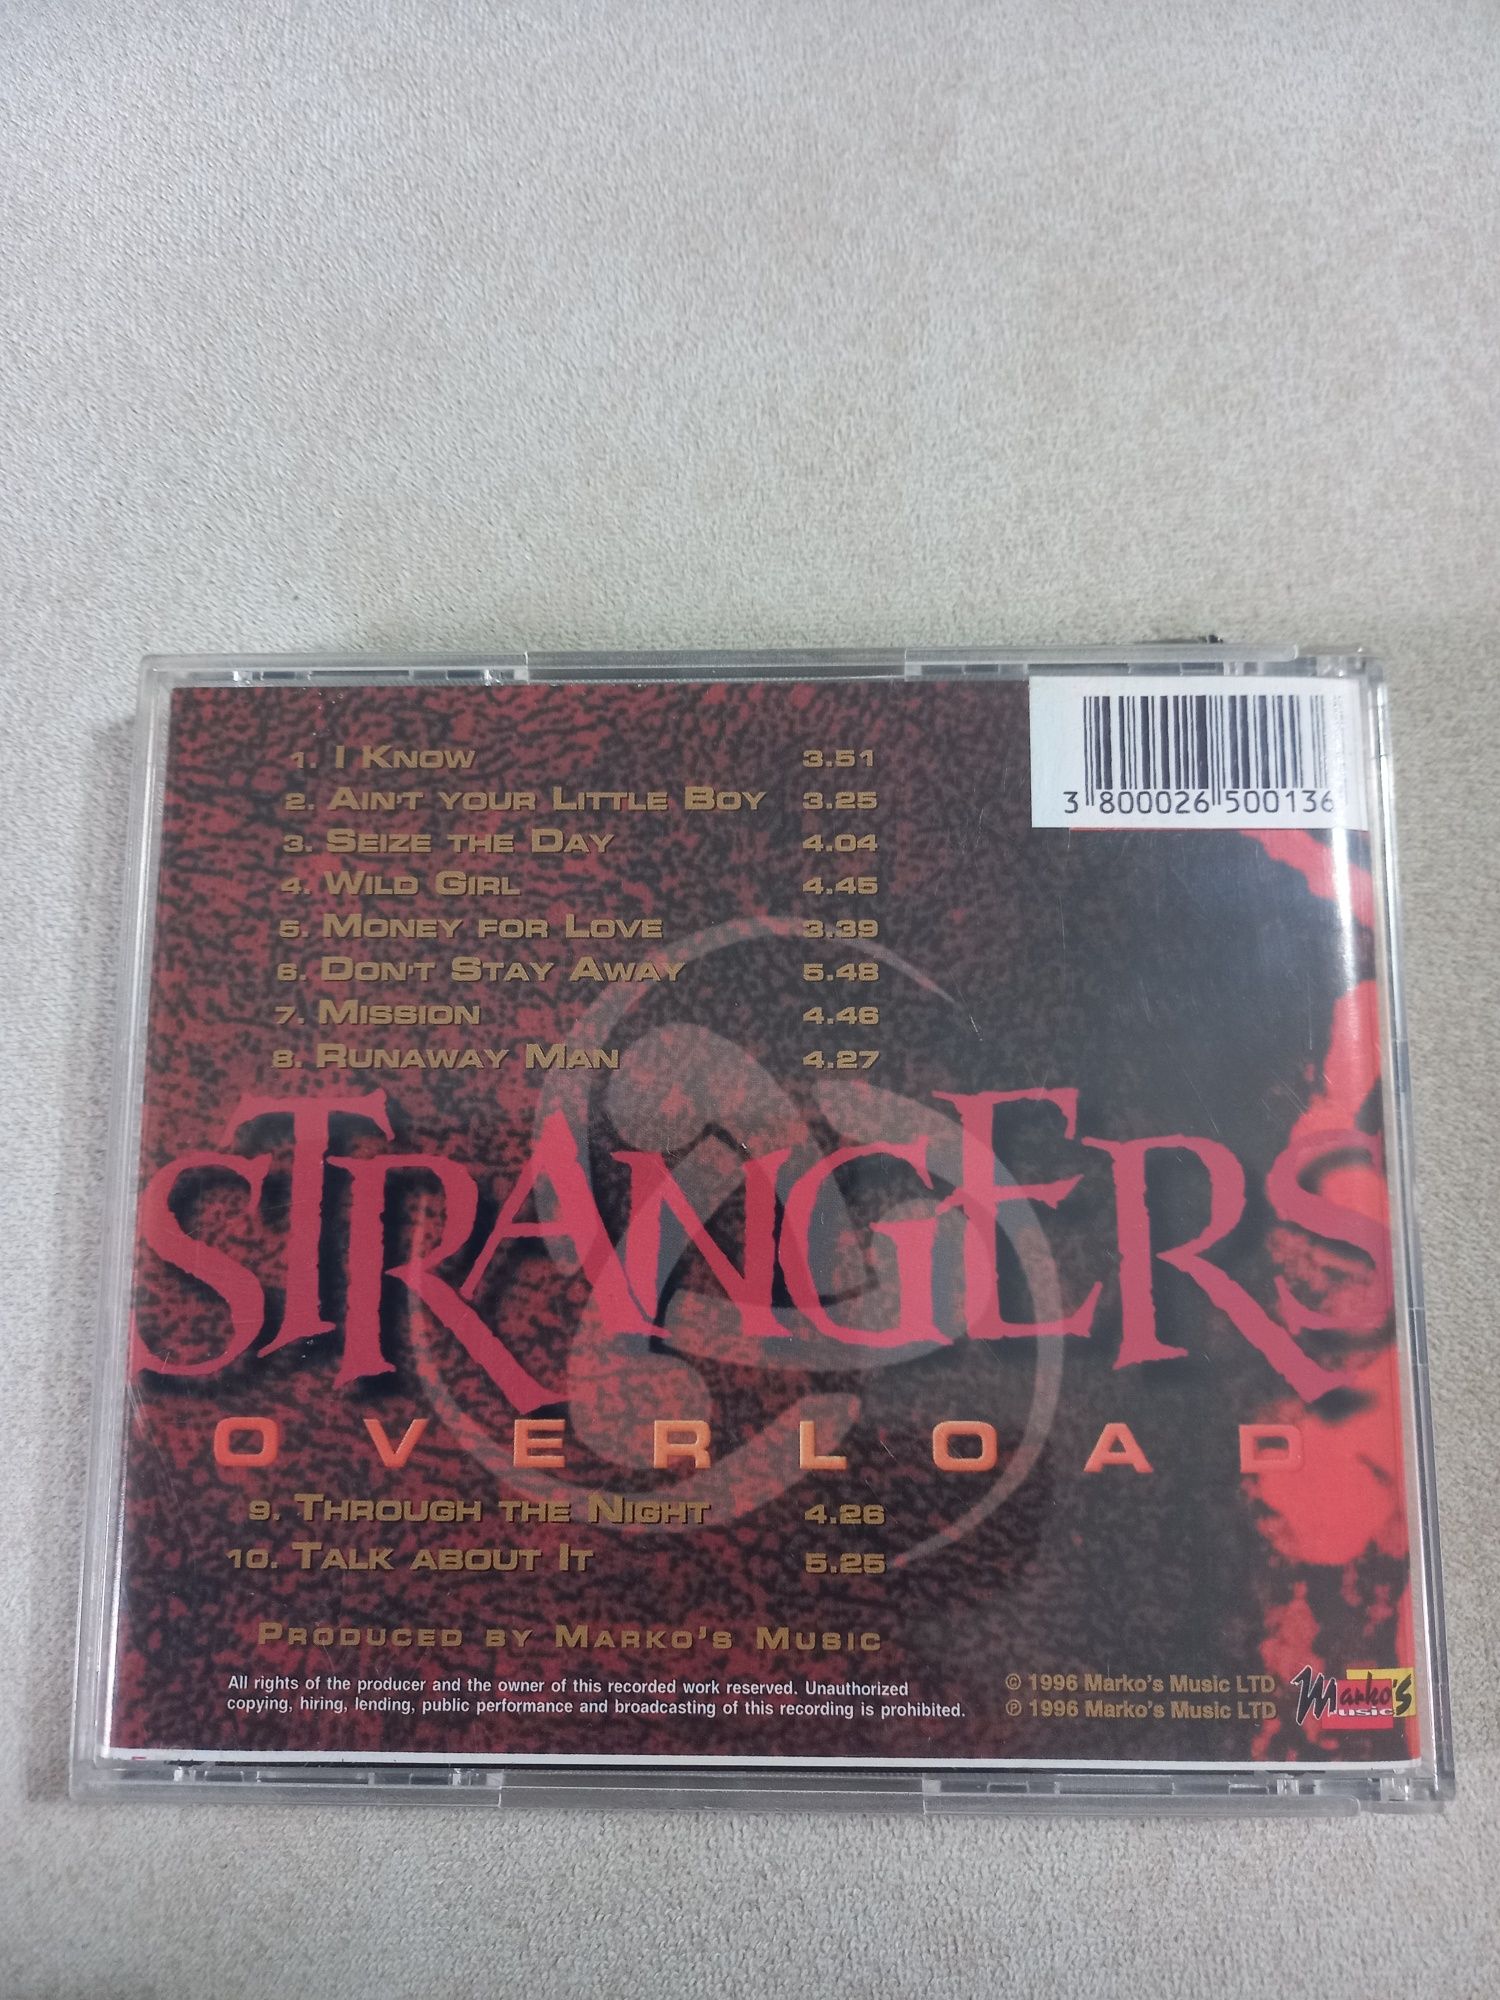 1. I Know 3.51
2. Ain't your Little Boy 3.25
3. Seize the Day 4.04
4. Wild Girl 4.45
5. Money for Love 3.39
6. Don't Stay Away 5.48
7. Mission 4.46
8. Runaway Man 4.27
3 800026 500136
STRANGERS
OVERLOAD
9. Through the Night 4.26
10. Talk about It 5.25
Produced by Marko's Music
All rights of the producer and the owner of this recorded work reserved. Unauthorized
copying, hiring, lending, public performance and broadcasting of this recording is prohibited.
© 1996 Marko's Music LTD
℗ 1996 Marko's Music LTD
Marko's
Music